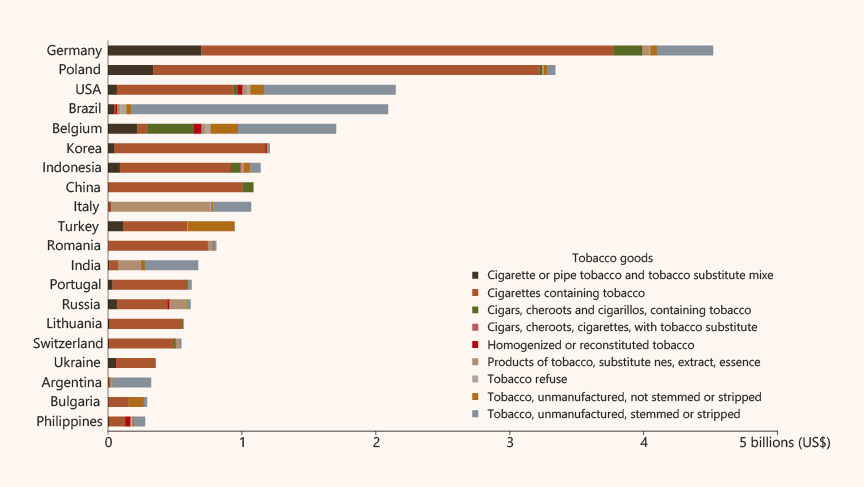 Germany
Poland
USA
Brazil
Belgium
Korea
Indonesia
China
Italy
Turkey
Romania
India
Portugal
Russia
Lithuania
Switzerland
Ukraine
Argentina
Bulgaria
Philippines
Tobacco goods
Cigarette or pipe tobacco and tobacco substitute mixe
Cigarettes containing tobacco
Cigars, cheroots and cigarillos, containing tobacco
Cigars, cheroots, cigarettes, with tobacco substitute
Homogenized or reconstituted tobacco
Products of tobacco, substitute nes, extract, essence
Tobacco refuse
Tobacco, unmanufactured, not stemmed or stripped
Tobacco, unmanufactured, stemmed or stripped
0 1 2 3 4 5 billions (US$)